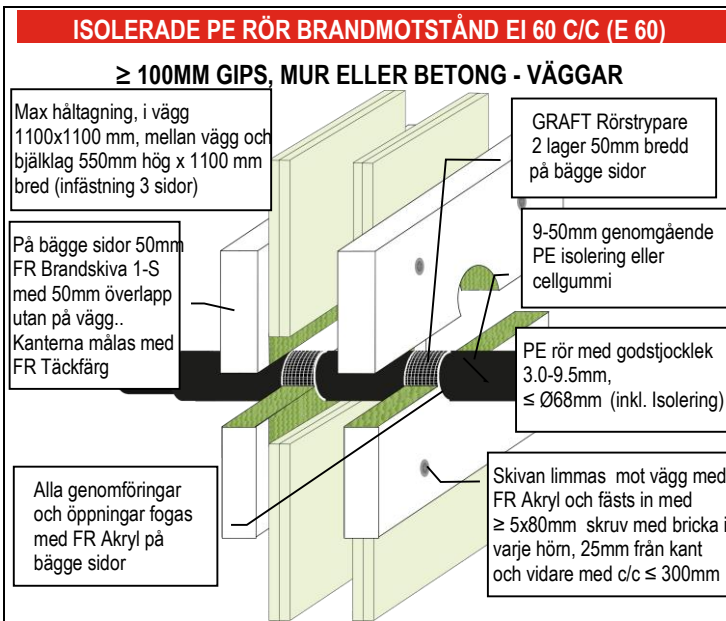 ISOLERADE PE RÖR BRANDMOTSTÅND EI 60 C/C (E 60)
≥ 100MM GIPS, MUR ELLER BETONG - VÄGGAR
Max håltagning, i vägg
1100x1100 mm, mellan vägg och
bjälklag 550mm hög x 1100 mm
bred (infästning 3 sidor)
GRAFT Rörstrypare
2 lager 50mm bredd
på bägge sidor
På bägge sidor 50mm
FR Brandskiva 1-S
med 50mm överlapp
utan på vägg..
Kanterna målas med
FR Täckfärg
9-50mm genomgående
PE isolering eller
cellgummi
PE rör med godstjocklek
3.0-9.5mm,
≤ Ø68mm (inkl. Isolering)
Alla genomföringar
och öppningar fogas
med FR Akryl på
bägge sidor
Skivan limmas mot vägg med
FR Akryl och fästs in med
≥ 5x80mm skruv med bricka i
varje hörn, 25mm från kant
och vidare med c/c ≤ 300mm